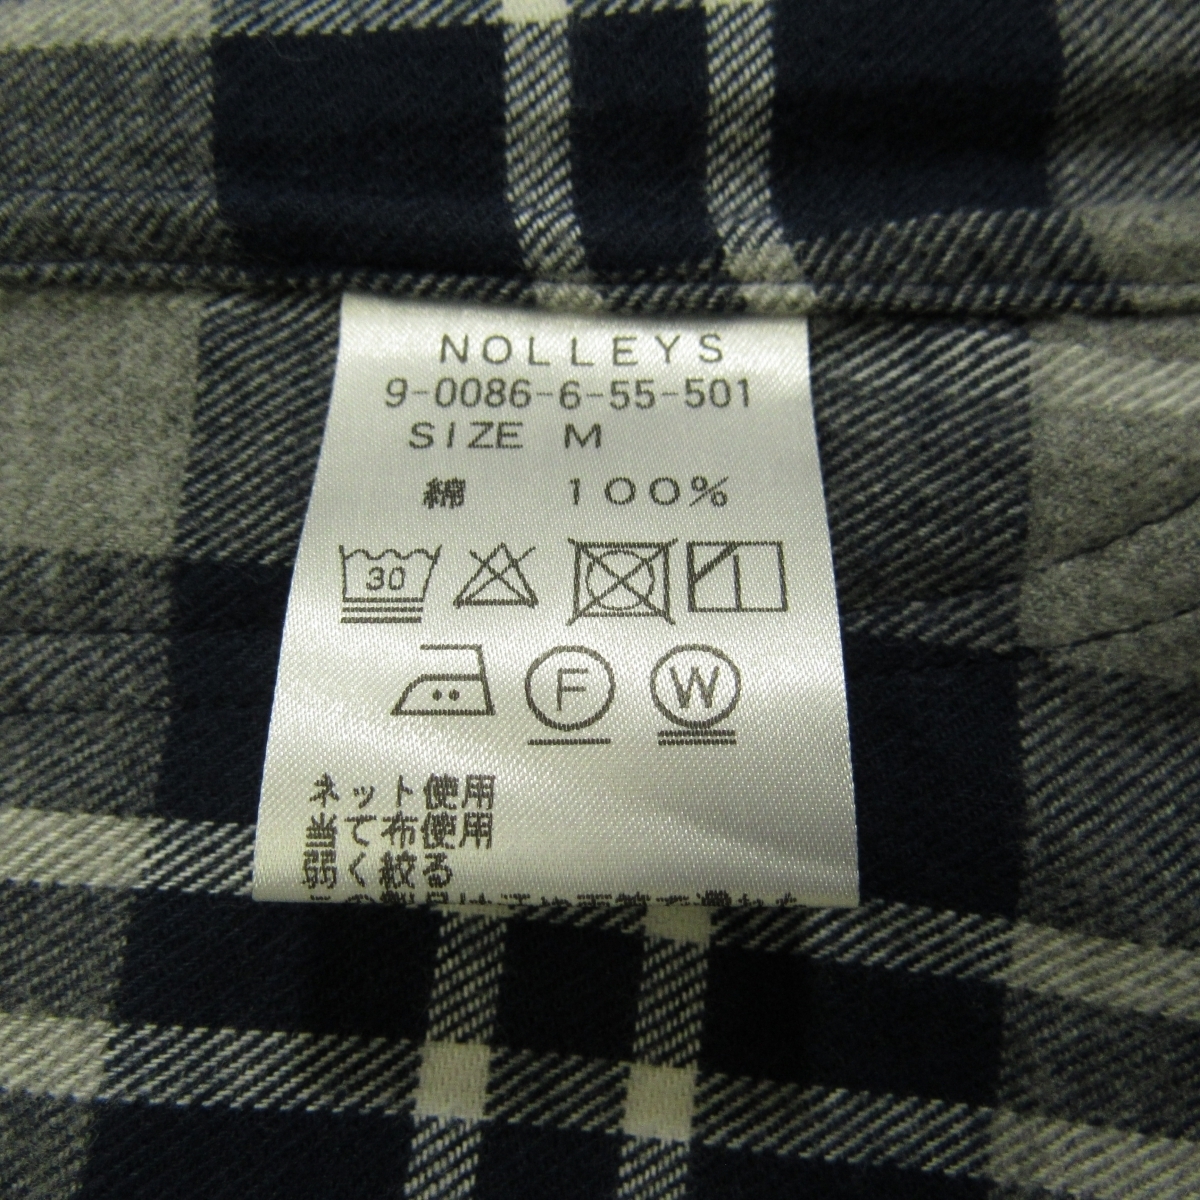 NOLLEYS
9-0086-6-55-501
SIZE M
綿 100%
30
F W
ネット使用
当て布使用
弱く絞る